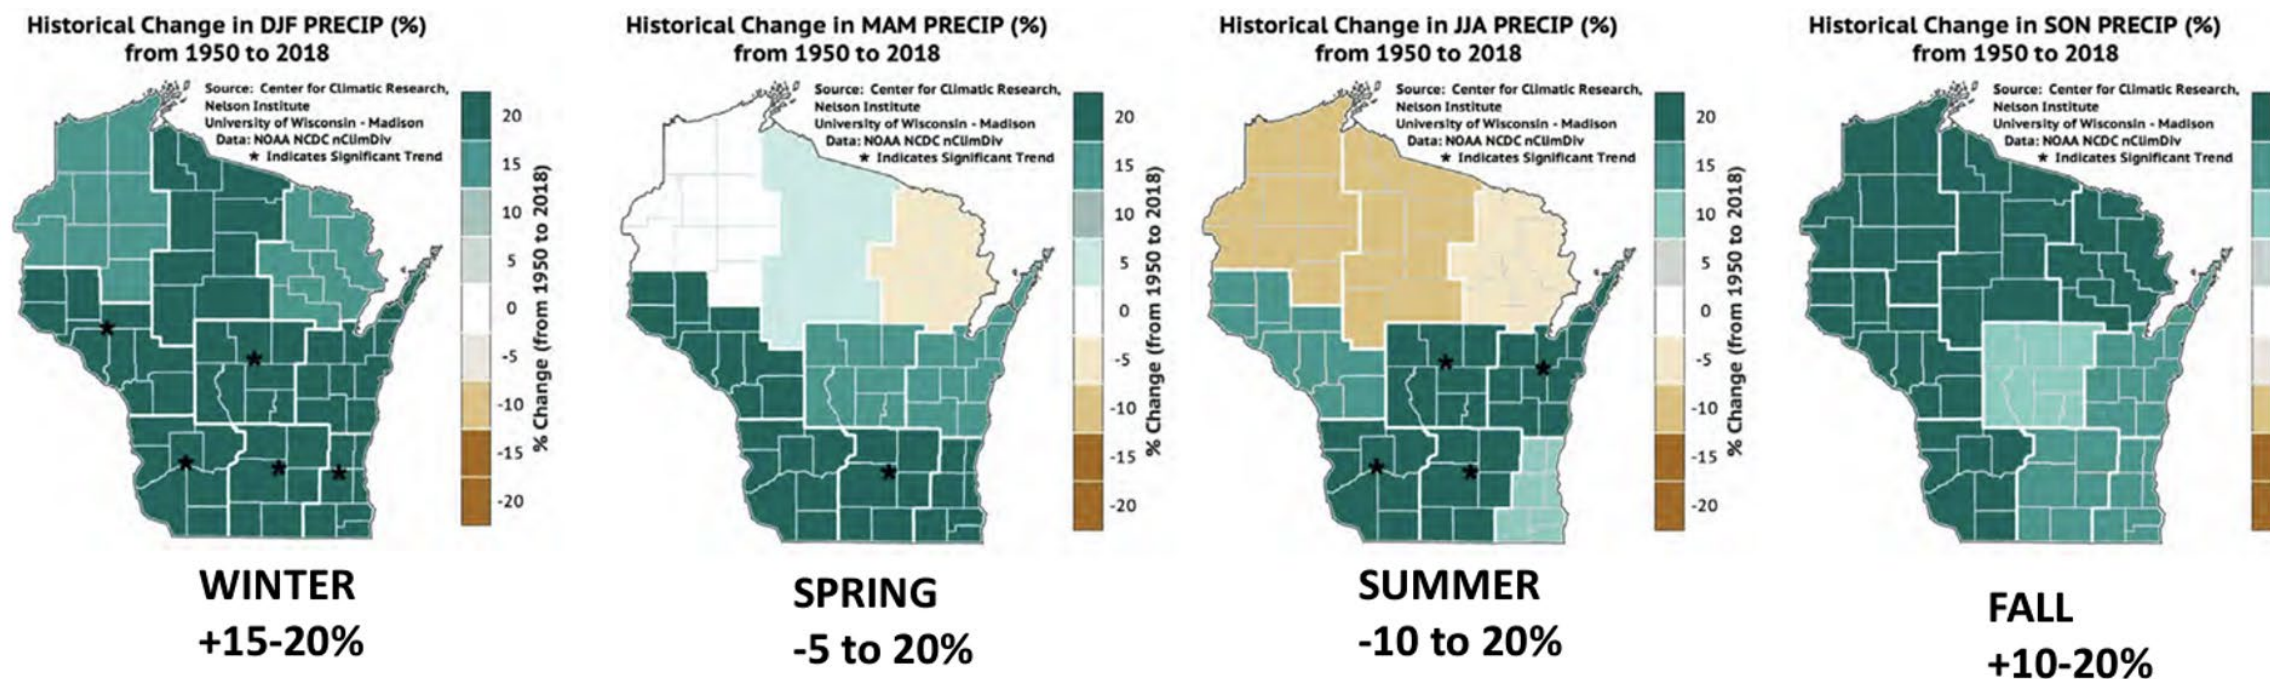 Historical Change in DJF PRECIP (%)
from 1950 to 2018
Source: Center for Climatic Research,
Nelson Institute
University of Wisconsin - Madison
Data: NOAA NCDC nClimDiv
★ Indicates Significant Trend
20
15
10
5
0
-5
-10
-15
-20
% Change (from 1950 to 2018)
WINTER
+15-20%
Historical Change in MAM PRECIP (%)
from 1950 to 2018
Source: Center for Climatic Research,
Nelson Institute
University of Wisconsin - Madison
Data: NOAA NCDC nClimDiv
★ Indicates Significant Trend
20
15
10
5
0
-5
-10
-15
-20
% Change (from 1950 to 2018)
SPRING
-5 to 20%
Historical Change in JJA PRECIP (%)
from 1950 to 2018
Source: Center for Climatic Research,
Nelson Institute
University of Wisconsin - Madison
Data: NOAA NCDC nClimDiv
★ Indicates Significant Trend
20
15
10
5
0
-5
-10
-15
-20
% Change (from 1950 to 2018)
SUMMER
-10 to 20%
Historical Change in SON PRECIP (%)
from 1950 to 2018
Source: Center for Climatic Research,
Nelson Institute
University of Wisconsin - Madison
Data: NOAA NCDC nClimDiv
★ Indicates Significant Trend
FALL
+10-20%